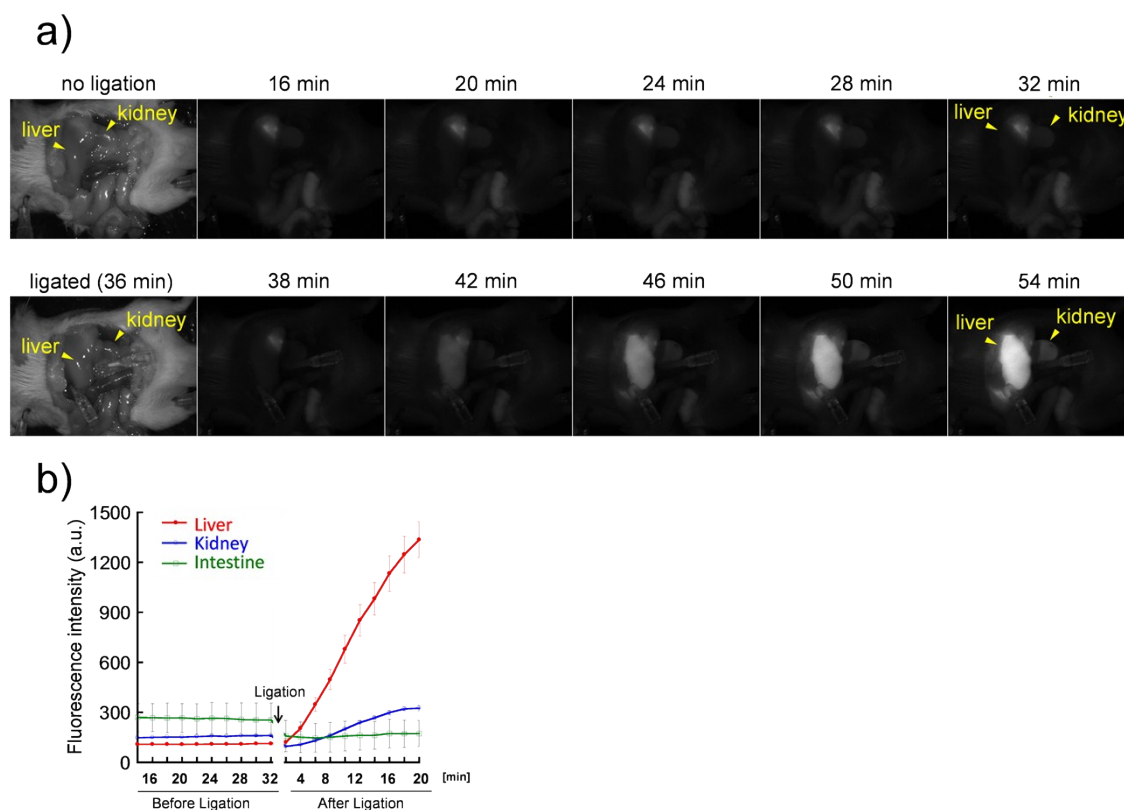 a)
no ligation 16 min 20 min 24 min 28 min 32 min
liver kidney liver kidney
ligated (36 min) 38 min 42 min 46 min 50 min 54 min
liver kidney liver kidney
b)
Fluorescence intensity (a.u.)
1500
1200
900
600
300
0
Liver
Kidney
Intestine
Ligation
16 20 24 28 32 4 8 12 16 20 [min]
Before Ligation After Ligation